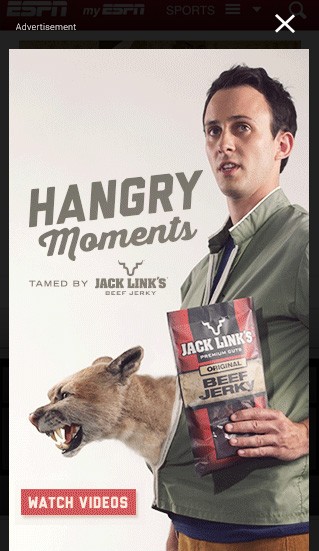 ESPN myESPN SPORTS
Advertisement
HANGRY
Moments
TAMED BY JACK LINK'S
BEEF JERKY
JACK LINK'S
PREMIUM CUTS
ORIGINAL
BEEF
JERKY
WATCH VIDEOS